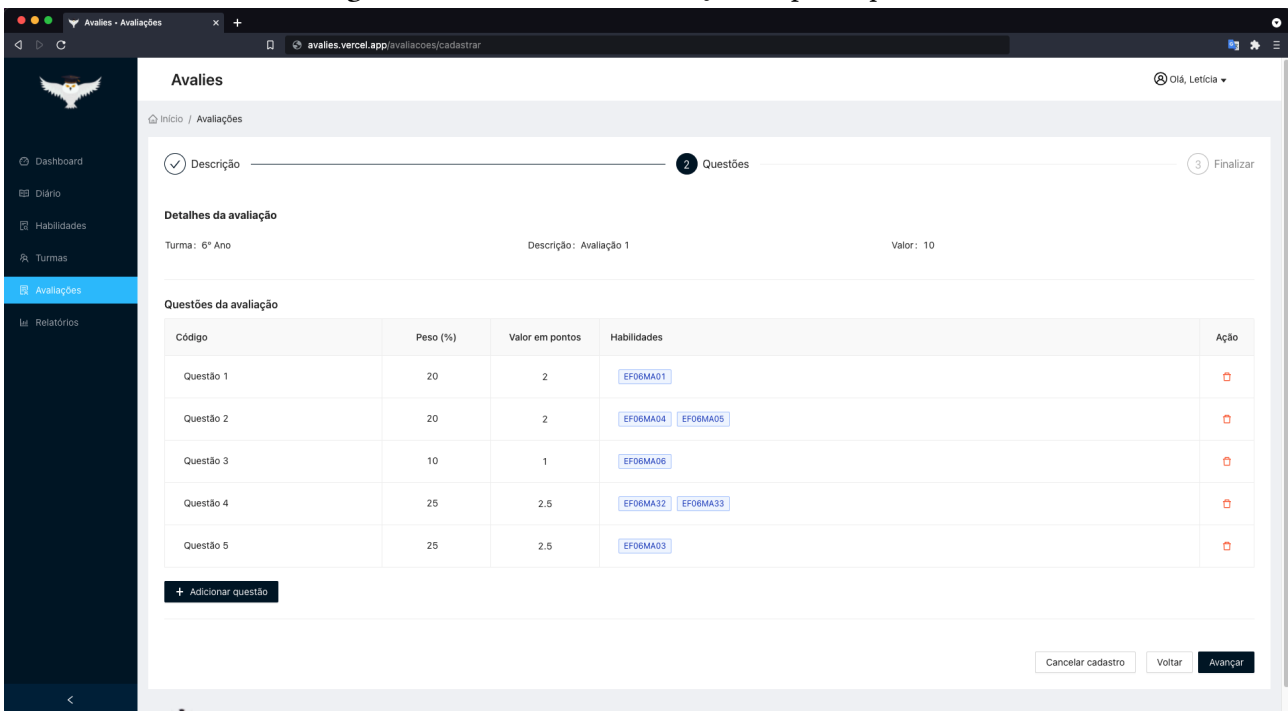 Avalies - Avaliações
avalies.vercel.app/avaliacoes/cadastrar
Avalies
Olá, Letícia
Início / Avaliações
Dashboard
Diário
Habilidades
Turmas
Avaliações
Relatórios
Descrição
2 Questões
3 Finalizar
Detalhes da avaliação
Turma: 6° Ano Descrição: Avaliação 1 Valor: 10
Questões da avaliação
Código Peso (%) Valor em pontos Habilidades Ação
Questão 1 20 2 EF06MA01
Questão 2 20 2 EF06MA04 EF06MA05
Questão 3 10 1 EF06MA06
Questão 4 25 2.5 EF06MA32 EF06MA33
Questão 5 25 2.5 EF06MA03
+ Adicionar questão
Cancelar cadastro Voltar Avançar